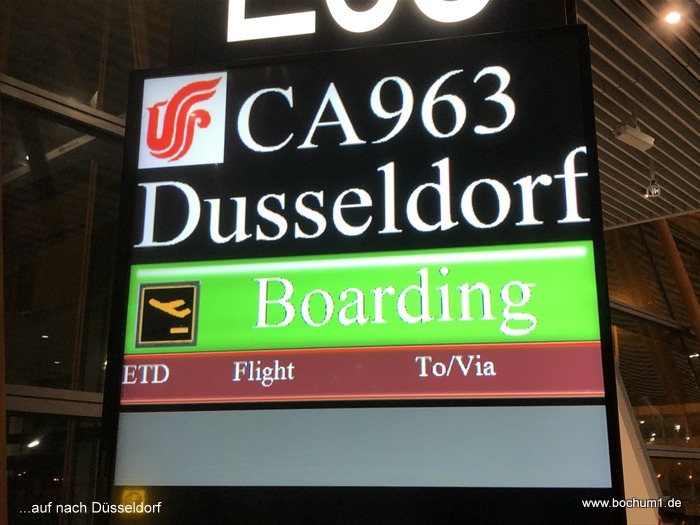 CA963
Dusseldorf
Boarding
ETD Flight To/Via
...auf nach Düsseldorf
www.bochum1.de